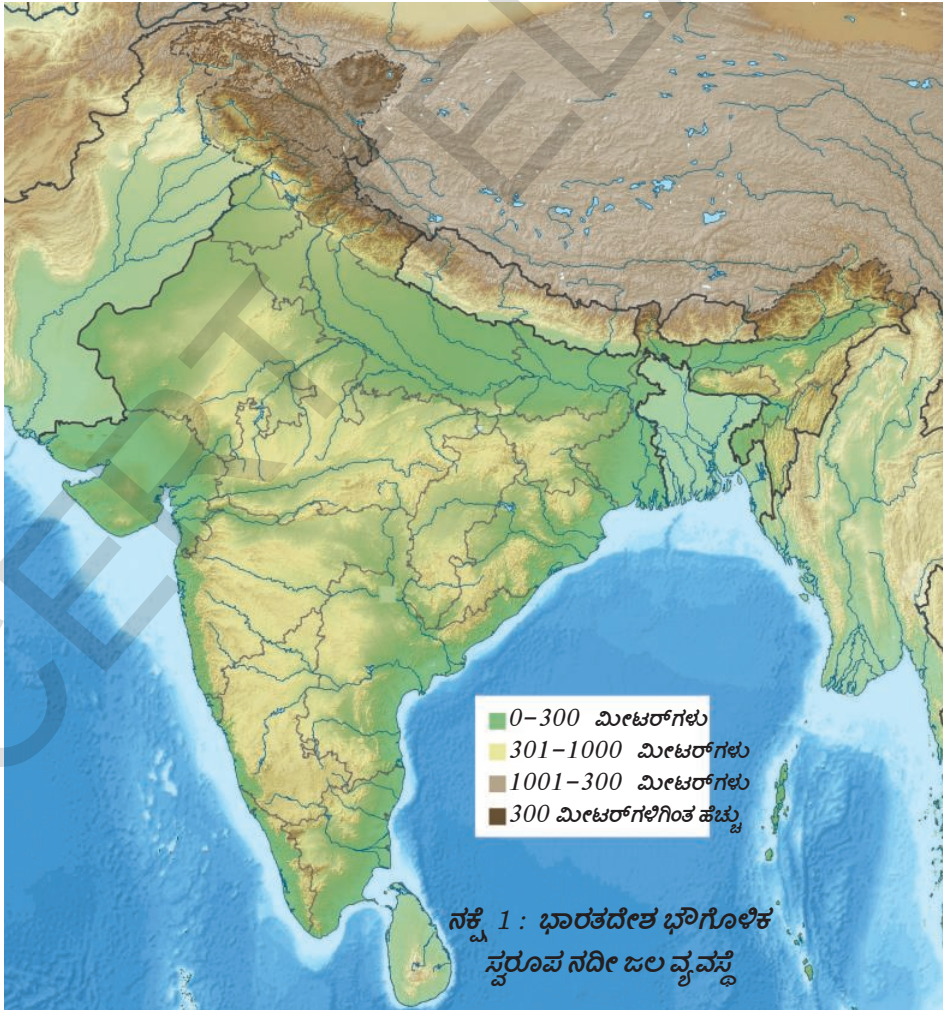 0-300 ಮೀಟರ್‌ಗಳು
301-1000 ಮೀಟರ್‌ಗಳು
1001-300 ಮೀಟರ್‌ಗಳು
300 ಮೀಟರ್‌ಗಳಿಗಿಂತ ಹೆಚ್ಚು
ನಕ್ಷೆ 1 : ಭಾರತದೇಶ ಭೌಗೊಳಿಕ
ಸ್ವರೂಪ ನದೀ ಜಲ ವ್ಯವಸ್ಥೆ